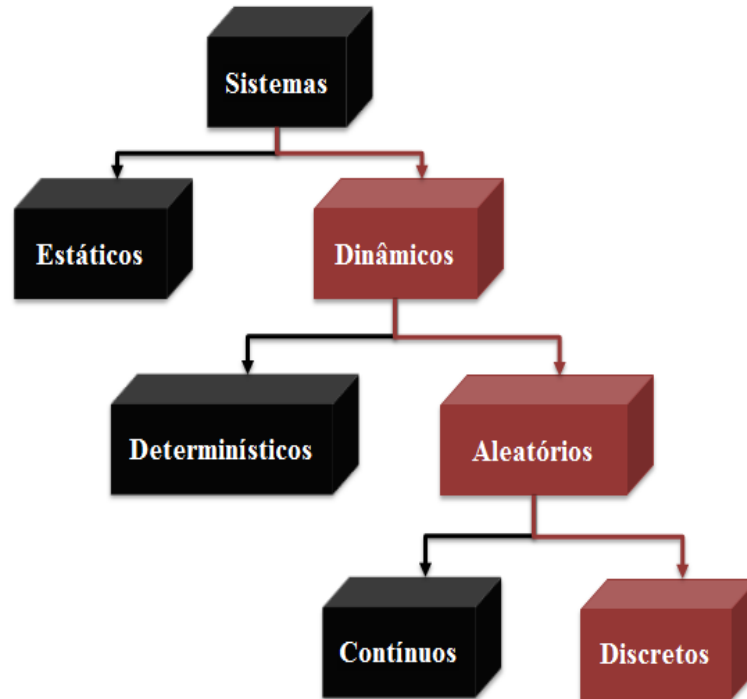 Sistemas
Estáticos
Dinâmicos
Determinísticos
Aleatórios
Contínuos
Discretos